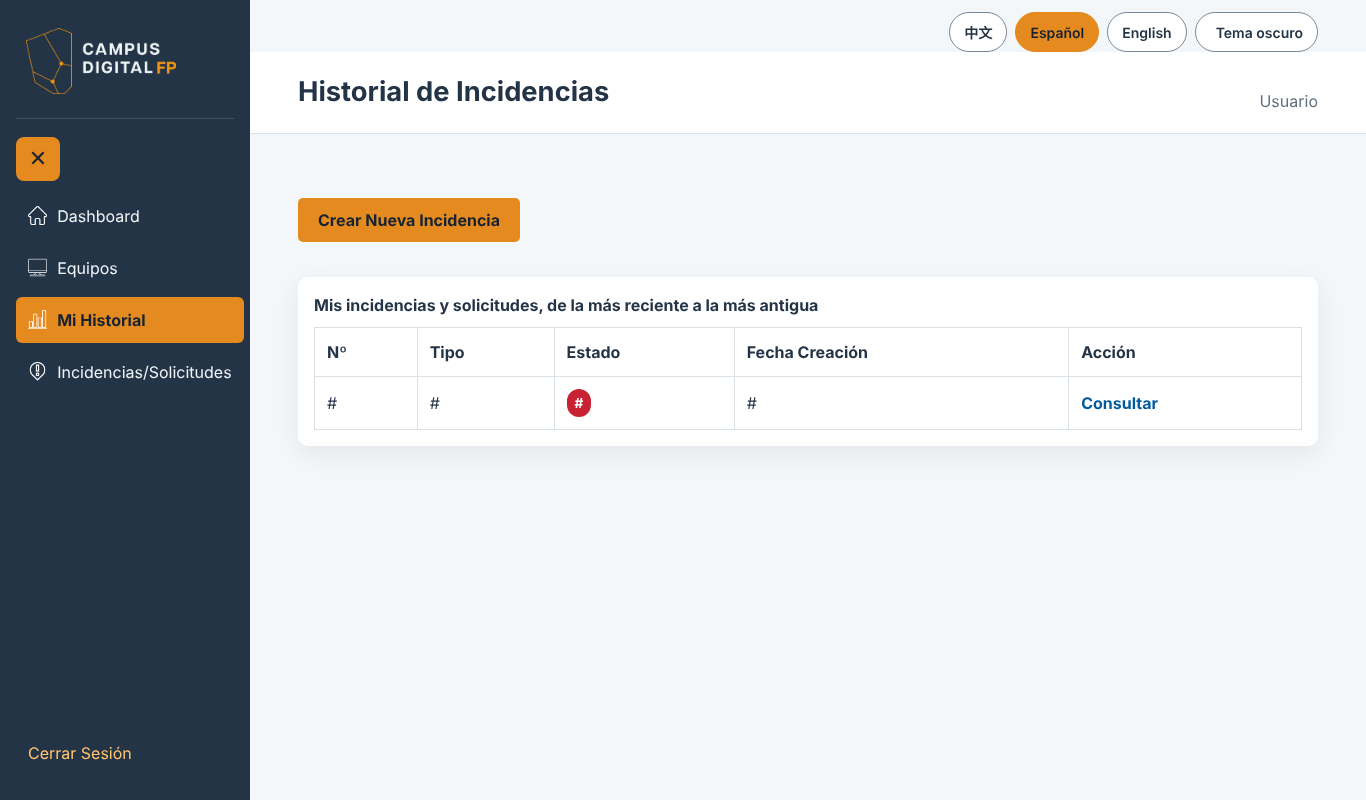 CAMPUS
DIGITAL FP
✕
Dashboard
Equipos
Mi Historial
Incidencias/Solicitudes
Cerrar Sesión
中文 Español English Tema oscuro
Historial de Incidencias
Usuario
Crear Nueva Incidencia
Mis incidencias y solicitudes, de la más reciente a la más antigua
Nº Tipo Estado Fecha Creación Acción
# # # # Consultar